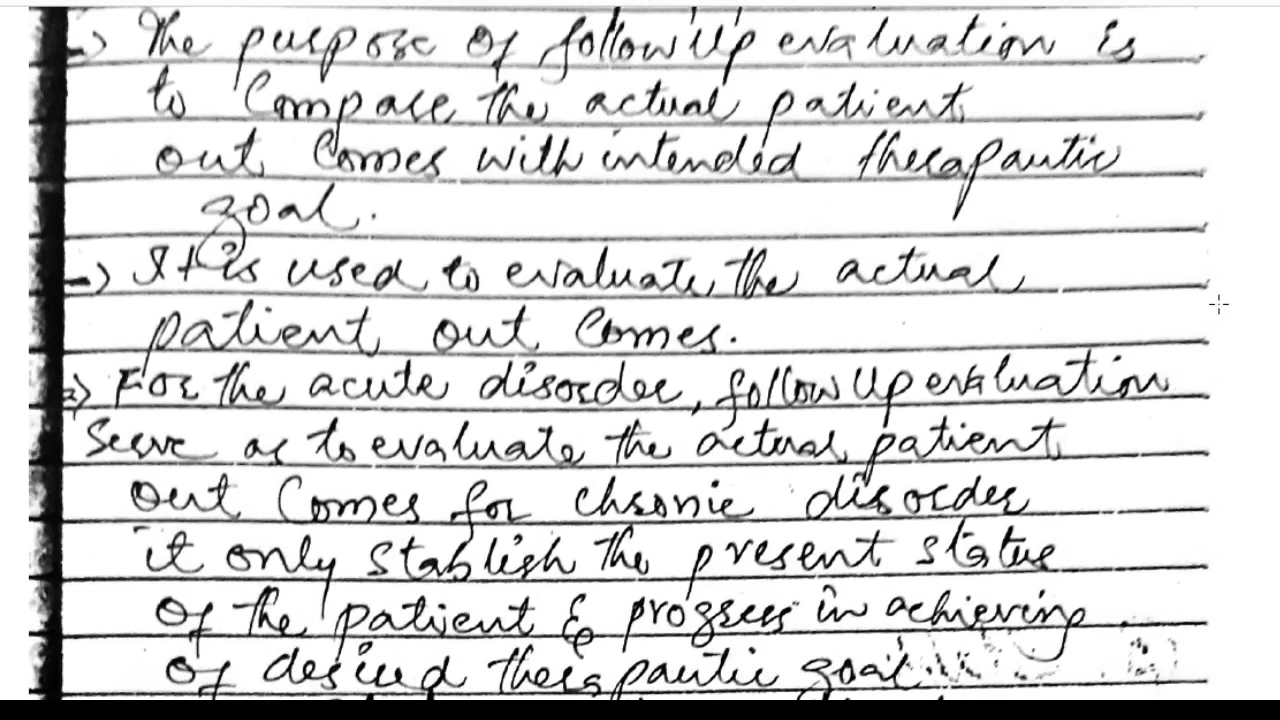 -> The purpose of follow up evaluation is
to Compare the actual patient
out Comes with intended therapautic
goal.
-> It is used to evaluate the actual
patient out Comes.
=> For the acute disorder, follow up evaluation
Serve as to evaluate the actual patient
out Comes for chronic disorder
it only stablish the present status
of the patient & progress in achieving
of desired therapautic goal.